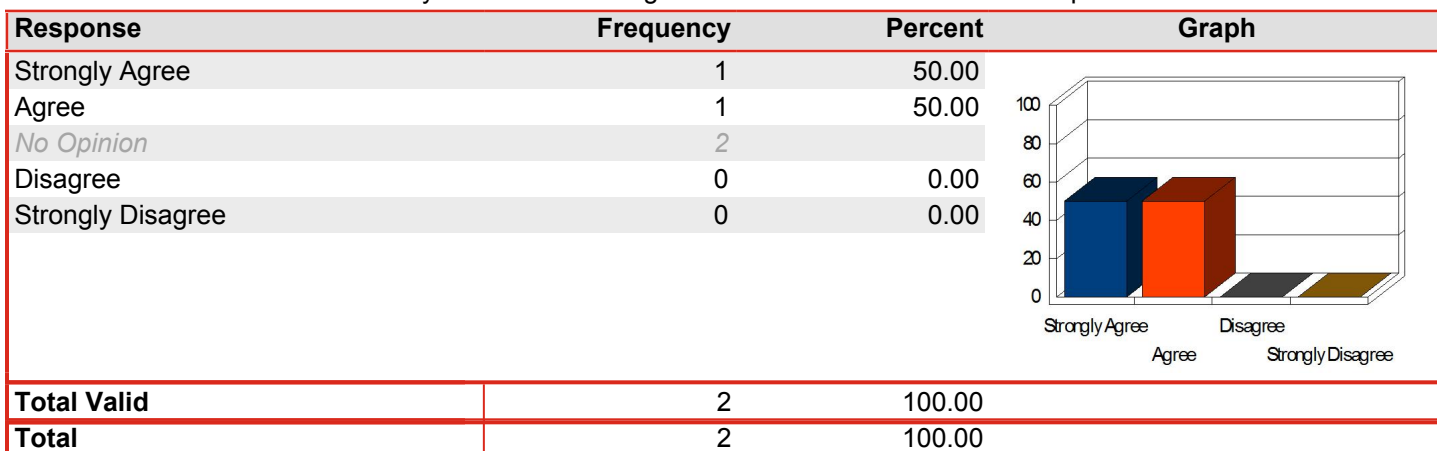 Response Frequency Percent Graph
Strongly Agree 1 50.00
Agree 1 50.00
No Opinion 2
Disagree 0 0.00
Strongly Disagree 0 0.00
100
80
60
40
20
0
Strongly Agree Disagree
Agree Strongly Disagree
Total Valid 2 100.00
Total 2 100.00